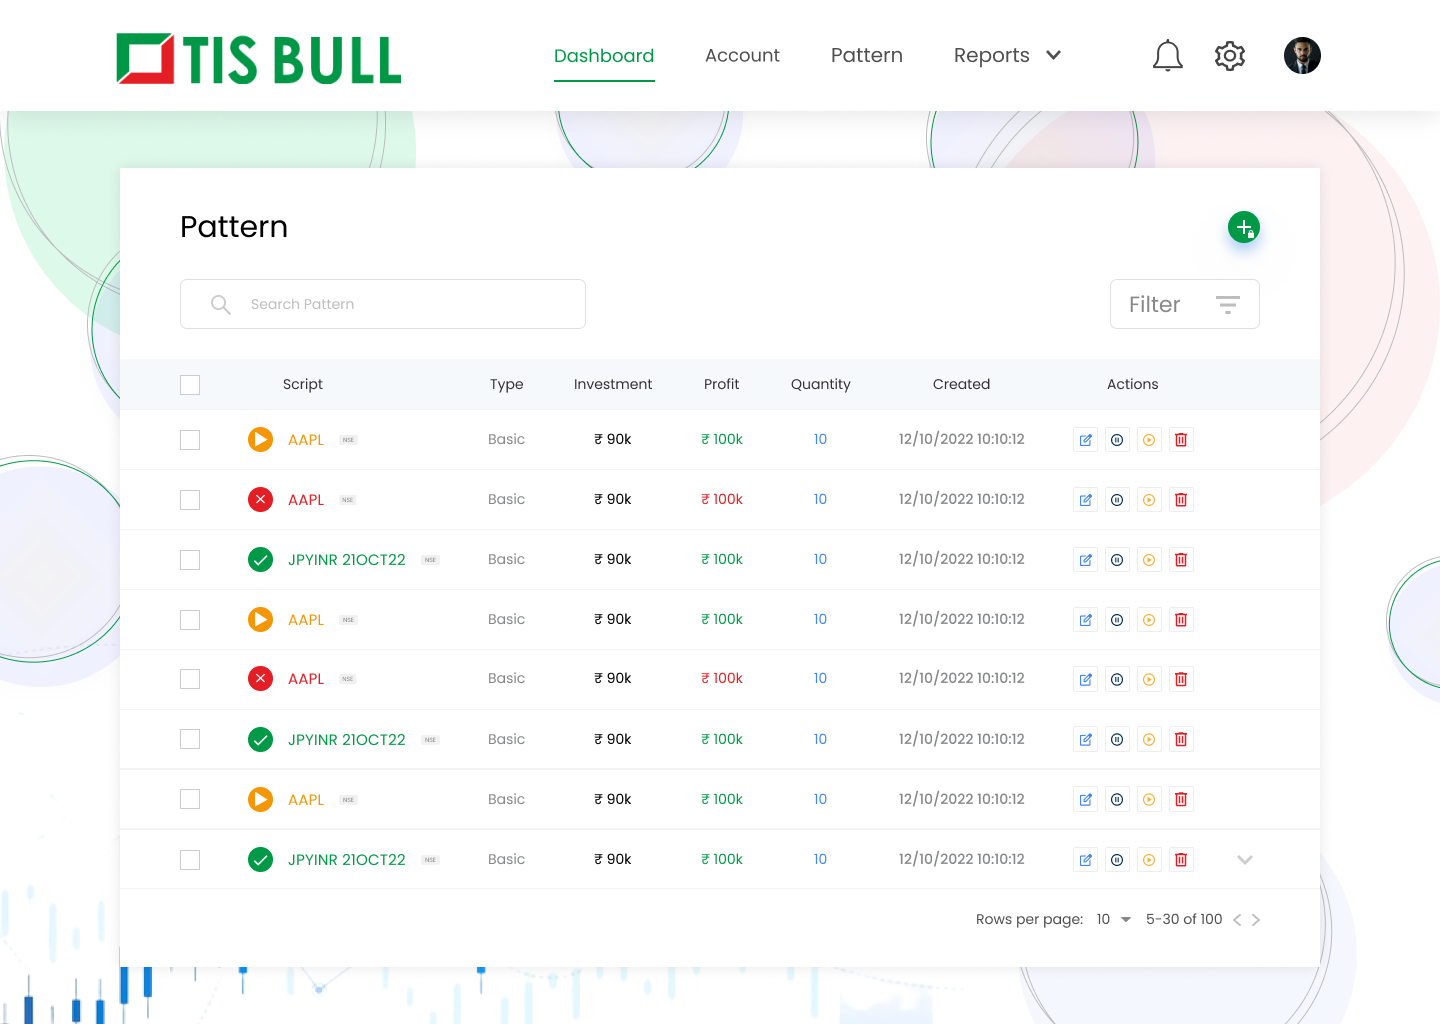 TIS BULL Dashboard Account Pattern Reports
Pattern
Search Pattern Filter
Script Type Investment Profit Quantity Created Actions
AAPL NSE Basic ₹ 90k ₹ 100k 10 12/10/2022 10:10:12
AAPL NSE Basic ₹ 90k ₹ 100k 10 12/10/2022 10:10:12
JPYINR 21OCT22 NSE Basic ₹ 90k ₹ 100k 10 12/10/2022 10:10:12
AAPL NSE Basic ₹ 90k ₹ 100k 10 12/10/2022 10:10:12
AAPL NSE Basic ₹ 90k ₹ 100k 10 12/10/2022 10:10:12
JPYINR 21OCT22 NSE Basic ₹ 90k ₹ 100k 10 12/10/2022 10:10:12
AAPL NSE Basic ₹ 90k ₹ 100k 10 12/10/2022 10:10:12
JPYINR 21OCT22 NSE Basic ₹ 90k ₹ 100k 10 12/10/2022 10:10:12
Rows per page: 10 5-30 of 100